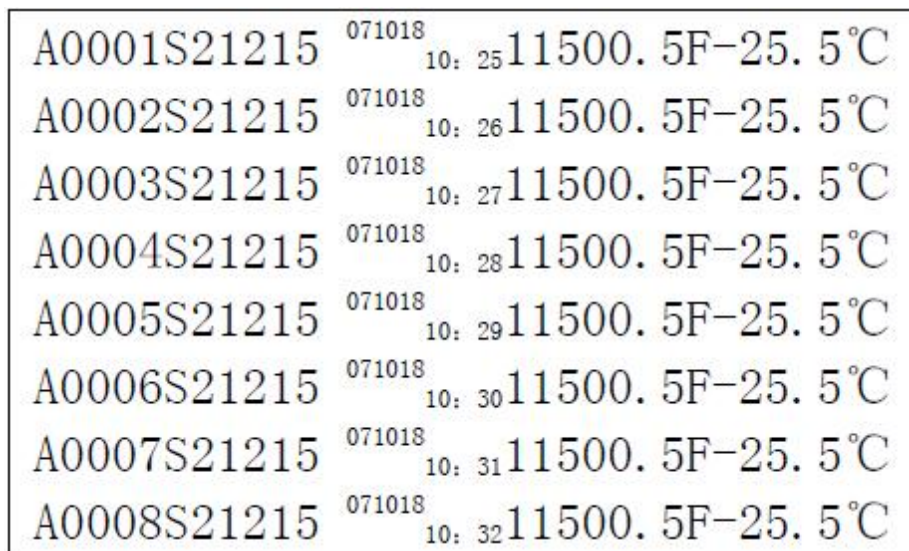 A0001S21215 071018 10: 25 11500.5F-25.5℃
A0002S21215 071018 10: 26 11500.5F-25.5℃
A0003S21215 071018 10: 27 11500.5F-25.5℃
A0004S21215 071018 10: 28 11500.5F-25.5℃
A0005S21215 071018 10: 29 11500.5F-25.5℃
A0006S21215 071018 10: 30 11500.5F-25.5℃
A0007S21215 071018 10: 31 11500.5F-25.5℃
A0008S21215 071018 10: 32 11500.5F-25.5℃